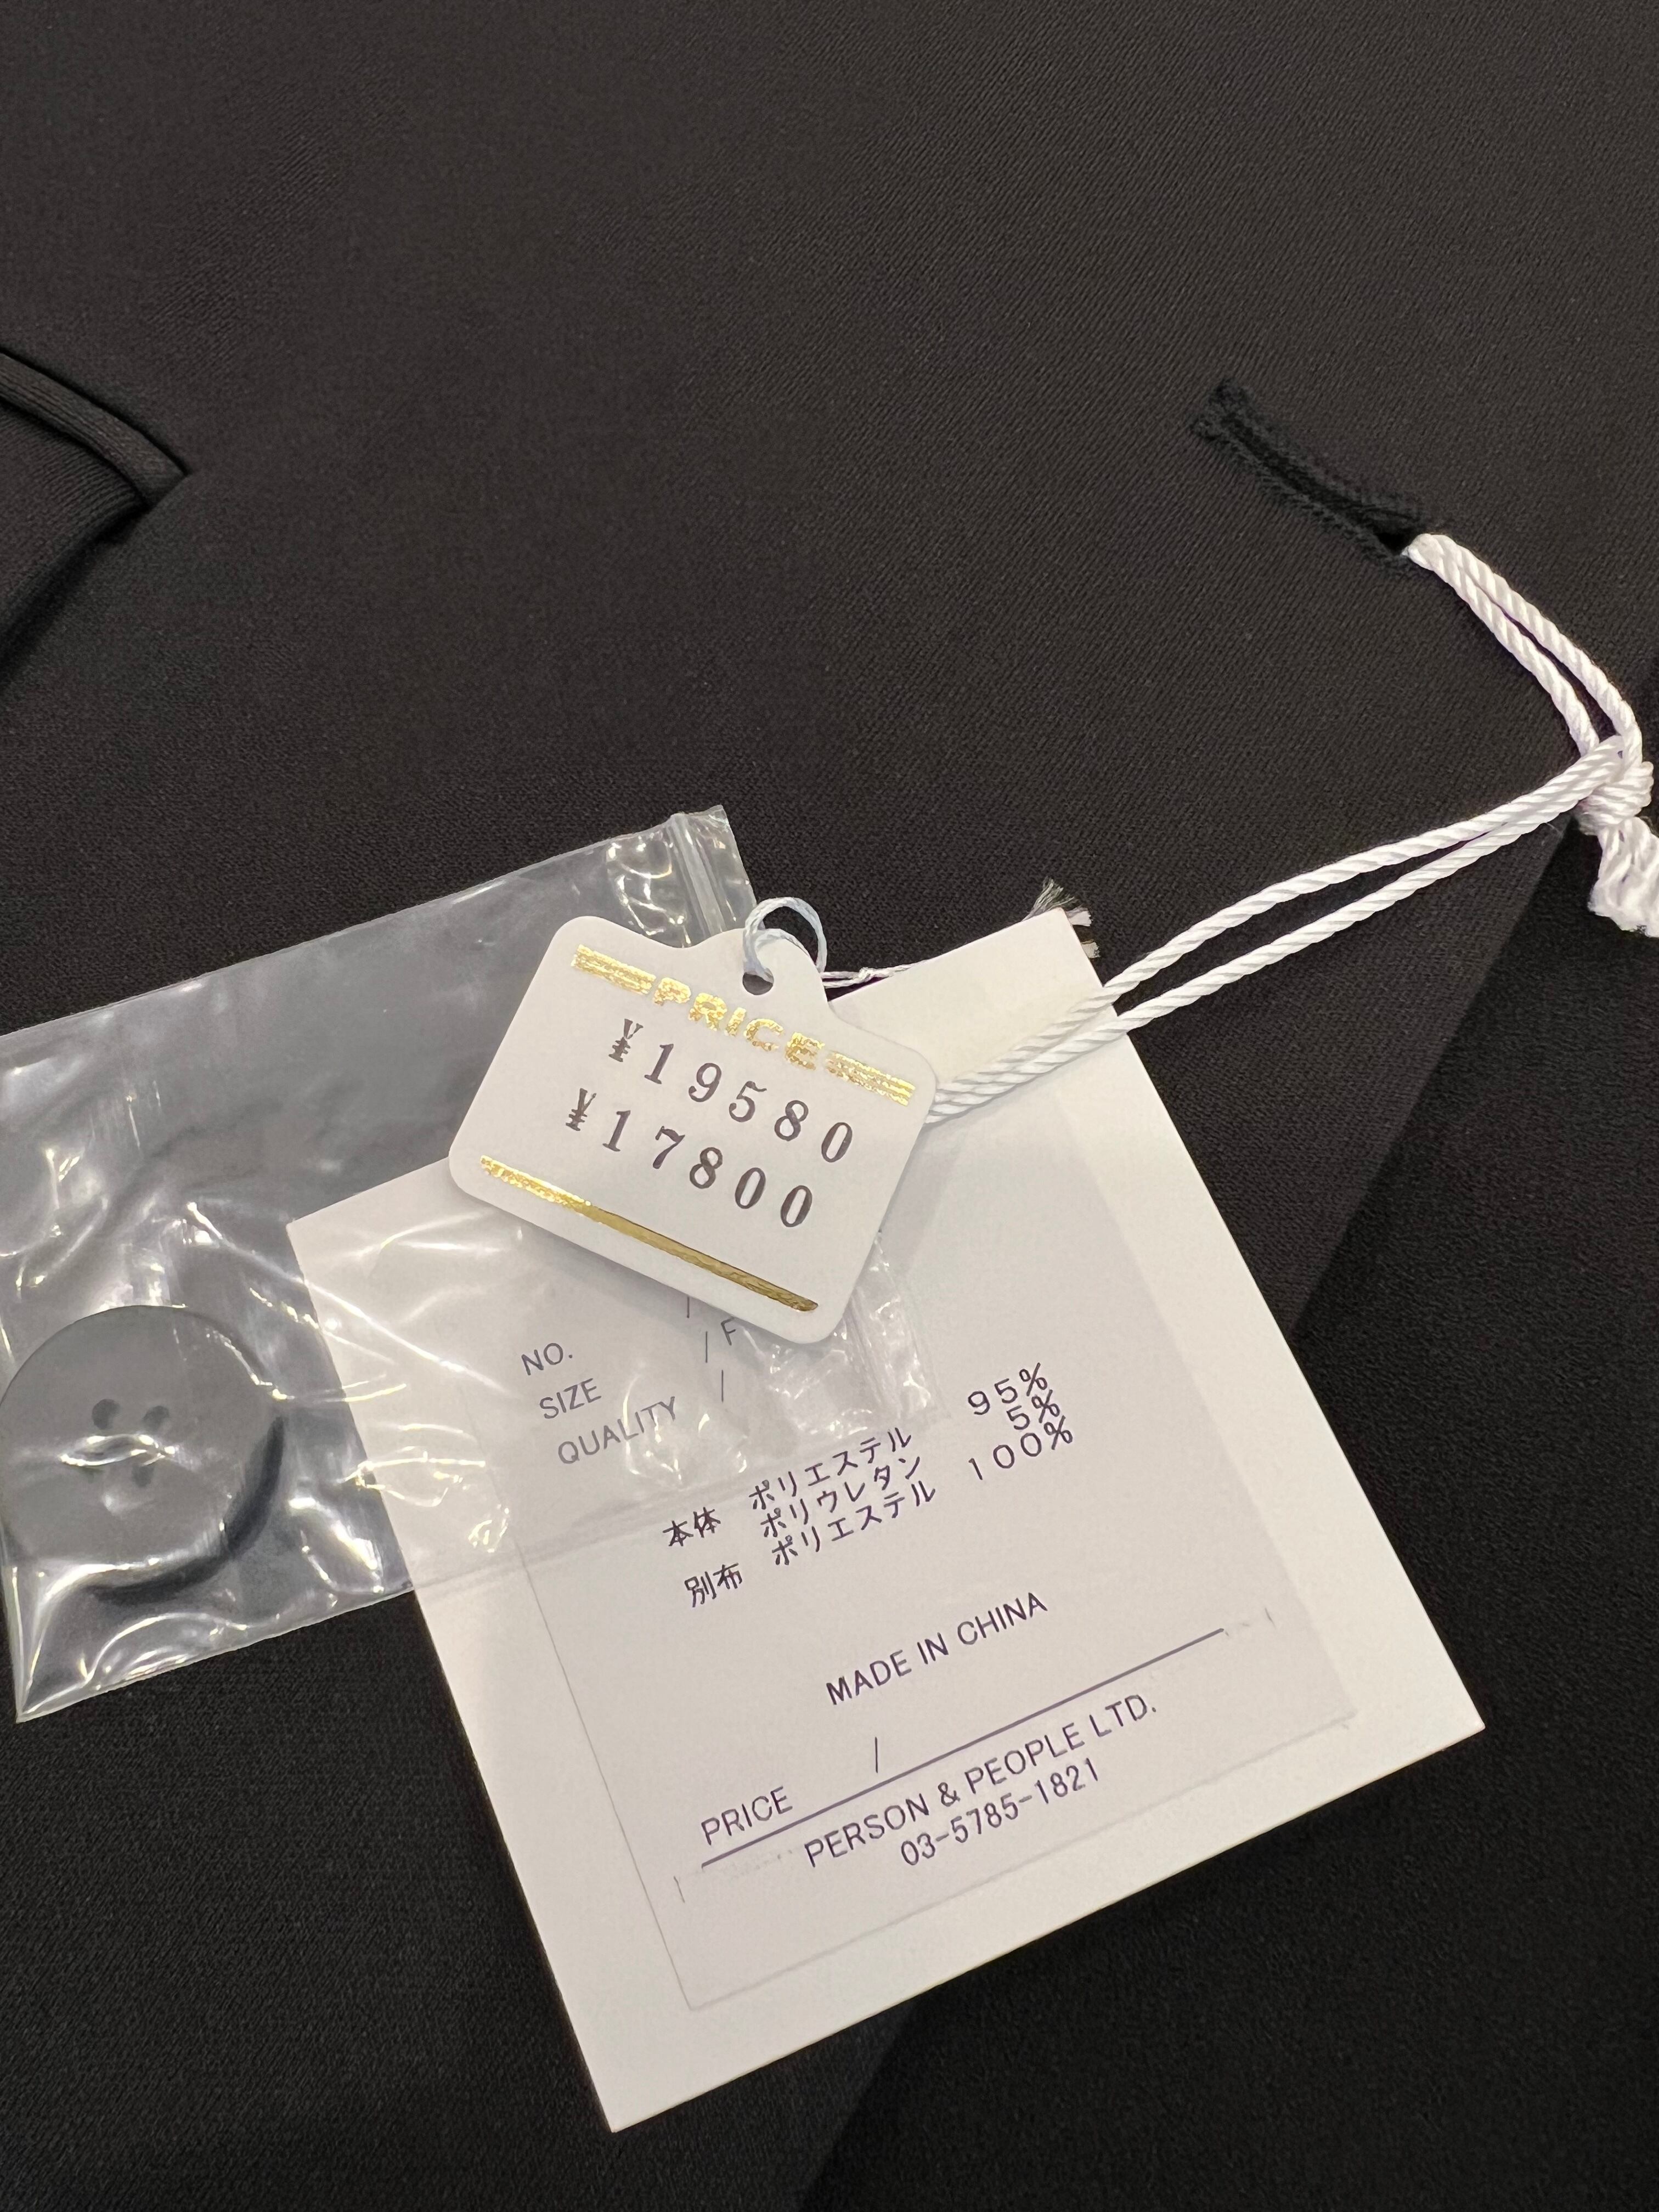 PRICE
¥19580
¥17800
NO.
SIZE / F
QUALITY /
本体 ポリエステル 95%
ポリウレタン 5%
別布 ポリエステル 100%
MADE IN CHINA
PRICE /
PERSON & PEOPLE LTD.
03-5785-1821